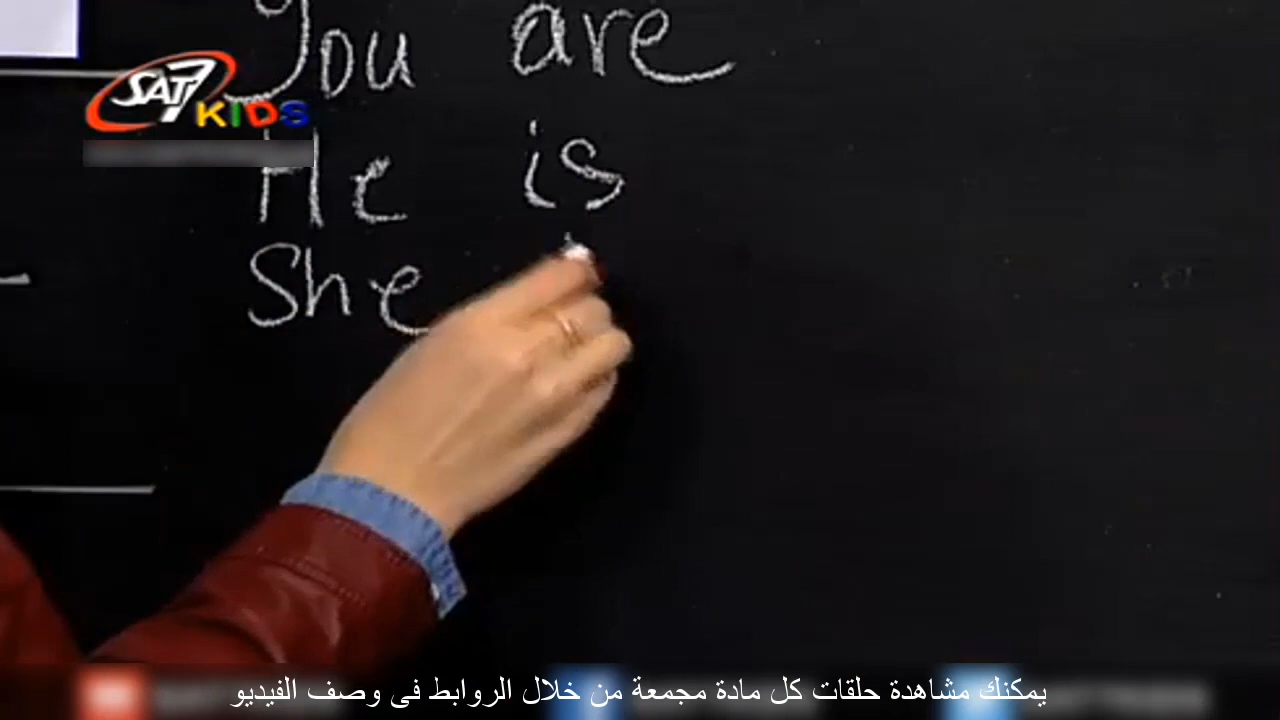 You are
SAT7
KIDS
He is
She
يمكنك مشاهدة حلقات كل مادة مجمعة من خلال الروابط فى وصف الفيديو